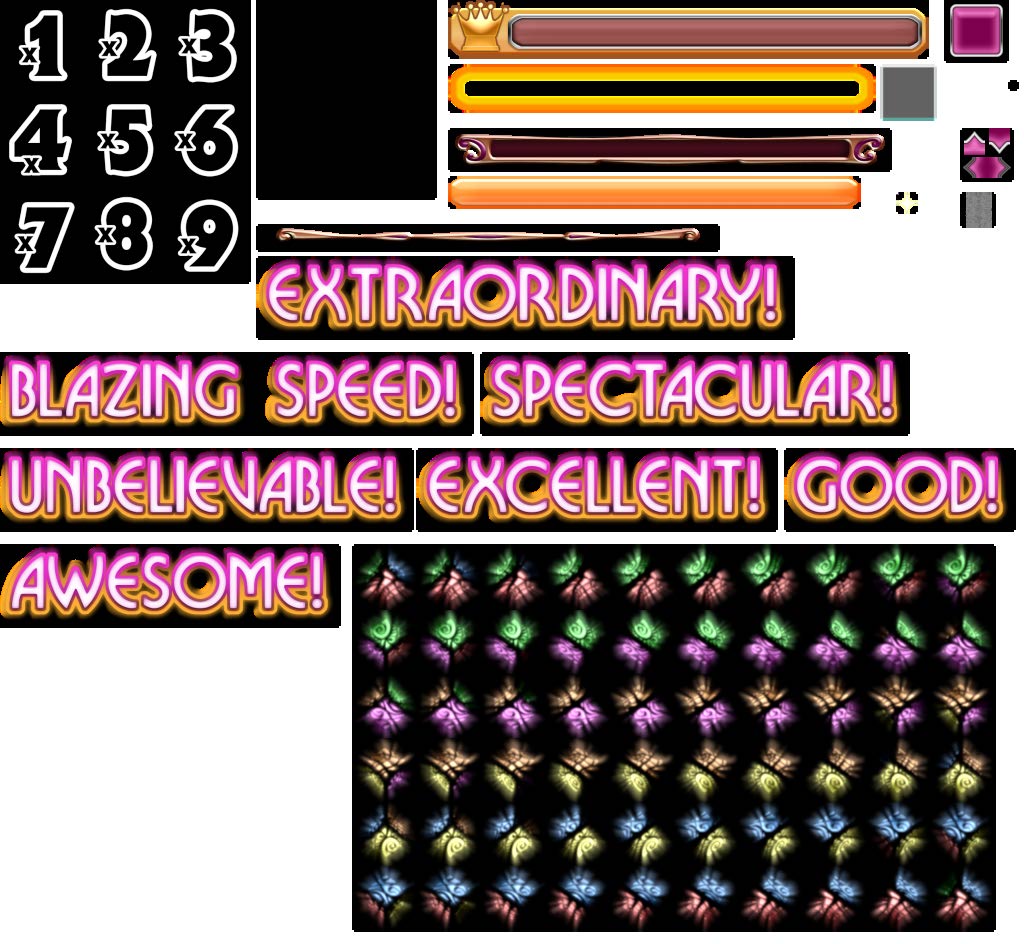 x1 x2 x3
x4 x5 x6
x7 x8 x9
EXTRAORDINARY!
BLAZING SPEED! SPECTACULAR!
UNBELIEVABLE! EXCELLENT! GOOD!
AWESOME!